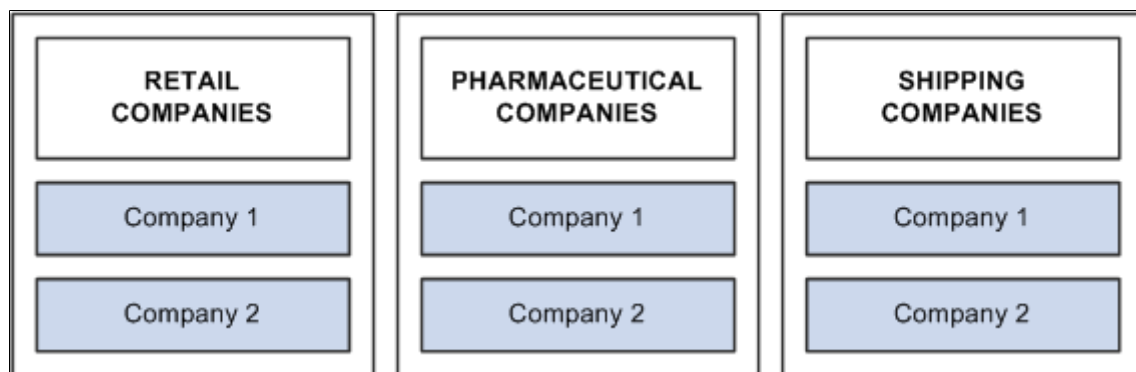 RETAIL
COMPANIES
Company 1
Company 2
PHARMACEUTICAL
COMPANIES
Company 1
Company 2
SHIPPING
COMPANIES
Company 1
Company 2